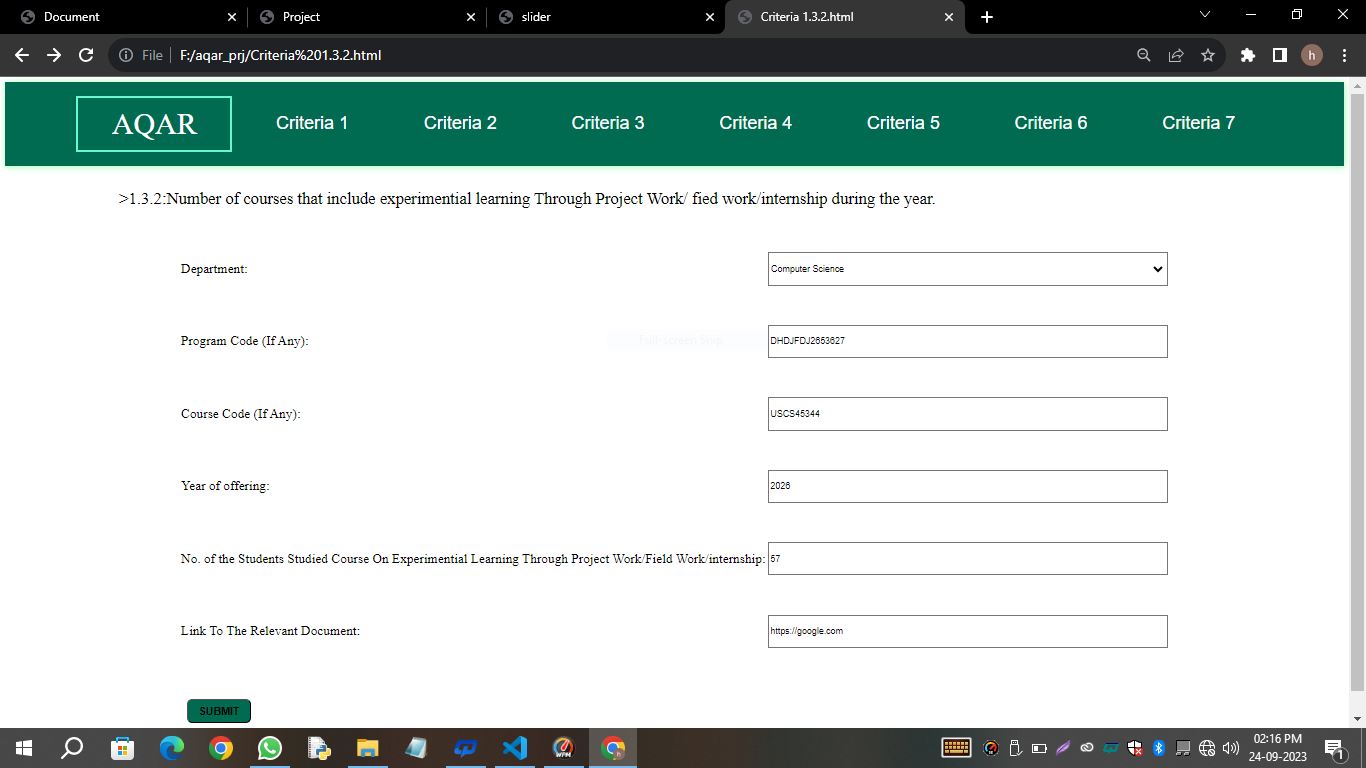 Document
Project
slider
Criteria 1.3.2.html
File
F:/aqar_prj/Criteria%201.3.2.html
h
AQAR
Criteria 1
Criteria 2
Criteria 3
Criteria 4
Criteria 5
Criteria 6
Criteria 7
>1.3.2:Number of courses that include experimential learning Through Project Work/ fied work/internship during the year.
Department:
Computer Science
Program Code (If Any):
Full-screen Snip
DHDJFDJ2653627
Course Code (If Any):
USCS45344
Year of offering:
2026
No. of the Students Studied Course On Experimential Learning Through Project Work/Field Work/internship:
57
Link To The Relevant Document:
https://google.com
SUBMIT
WPM
h
02:16 PM
24-09-2023
1